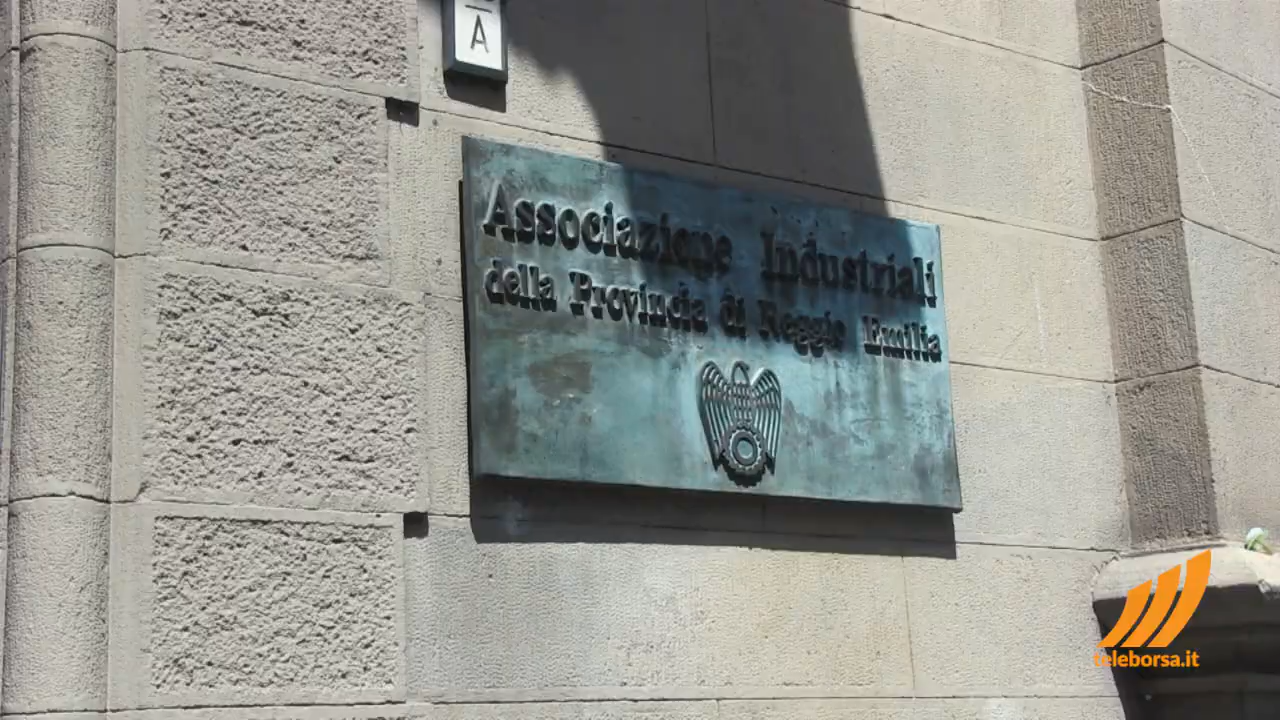 A
Associazione Industriali
della Provincia di Reggio Emilia
teleborsa.it